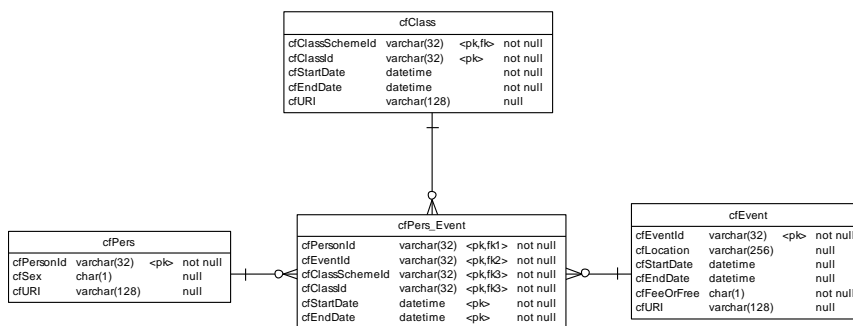 cfClass
cfClassSchemeId varchar(32) <pk,fk> not null
cfClassId varchar(32) <pk> not null
cfStartDate datetime not null
cfEndDate datetime not null
cfURI varchar(128) null
cfPers
cfPersonId varchar(32) <pk> not null
cfSex char(1) null
cfURI varchar(128) null
cfPers_Event
cfPersonId varchar(32) <pk,fk1> not null
cfEventId varchar(32) <pk,fk2> not null
cfClassSchemeId varchar(32) <pk,fk3> not null
cfClassId varchar(32) <pk,fk3> not null
cfStartDate datetime <pk> not null
cfEndDate datetime <pk> not null
cfEvent
cfEventId varchar(32) <pk> not null
cfLocation varchar(256) null
cfStartDate datetime null
cfEndDate datetime null
cfFeeOrFree char(1) not null
cfURI varchar(128) null